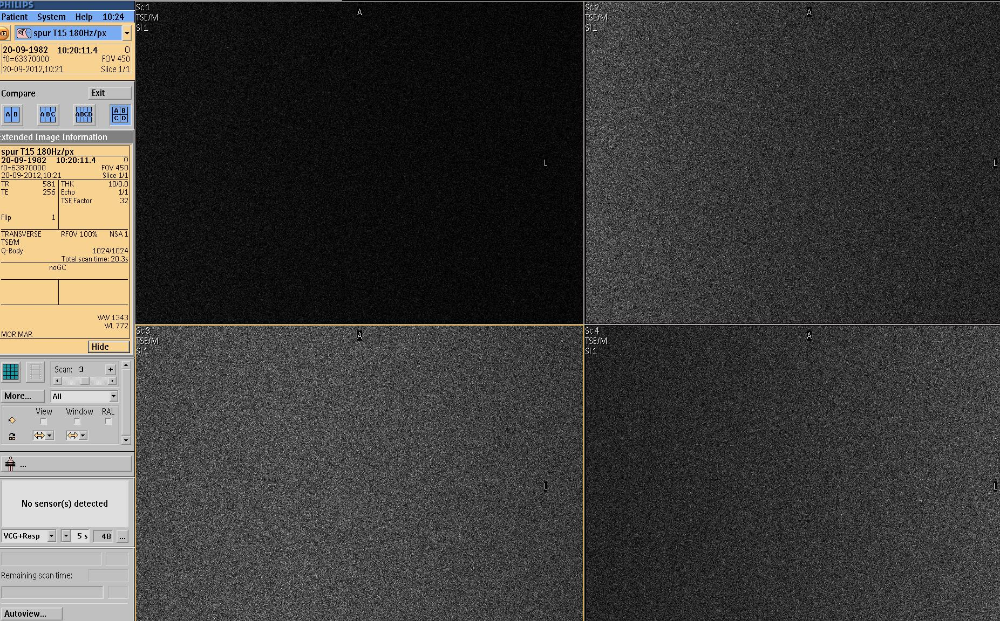 PHILIPS
Patient System Help 10:24
spur T15 180Hz/px
20-09-1982 10:20:11.4 O
f0=63870000 FOV 450
20-09-2012,10:21 Slice 1/1
Compare Exit
A B A B C A B C D A B C D
Extended Image Information
spur T15 180Hz/px
20-09-1982 10:20:11.4 O
f0=63870000 FOV 450
20-09-2012,10:21 Slice 1/1
TR 581 THK 10/0.0
TE 256 Echo 1/1
TSE Factor 32
Flip 1
TRANSVERSE RFOV 100% NSA 1
TSE/M
Q-Body 1024/1024
Total scan time: 20.3s
noGC
WW 1343
WL 772
MOR MAR
Hide
Scan: 3 +
More... All
View Window RAL
...
No sensor(s) detected
VCG+Resp 5 s 48 ...
Remaining scan time:
Autoview...
Sc 1
TSE/M
Sl 1
A
L
Sc 2
TSE/M
Sl 1
A
L
Sc 3
TSE/M
Sl 1
A
L
Sc 4
TSE/M
Sl 1
A
L